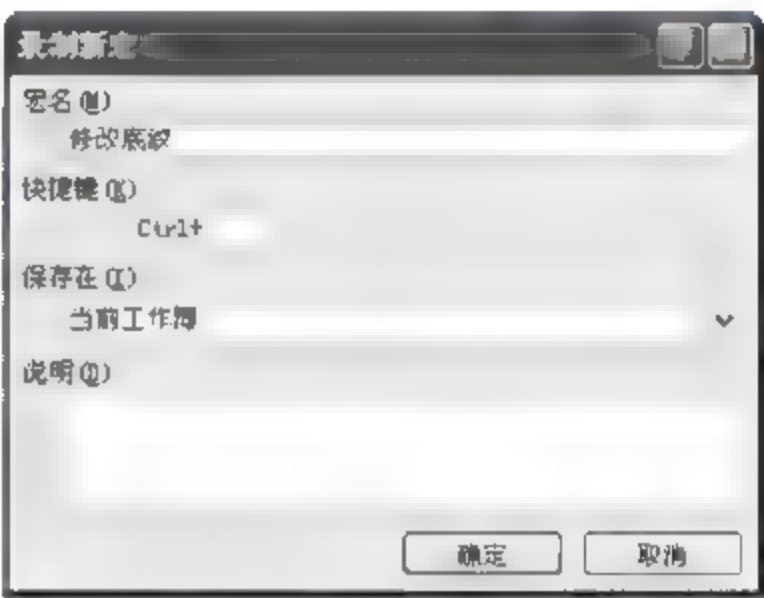 录制新宏
宏名(M)
修改底纹
快捷键(K)
Ctrl+
保存在(I)
当前工作簿
说明(D)
确定
取消